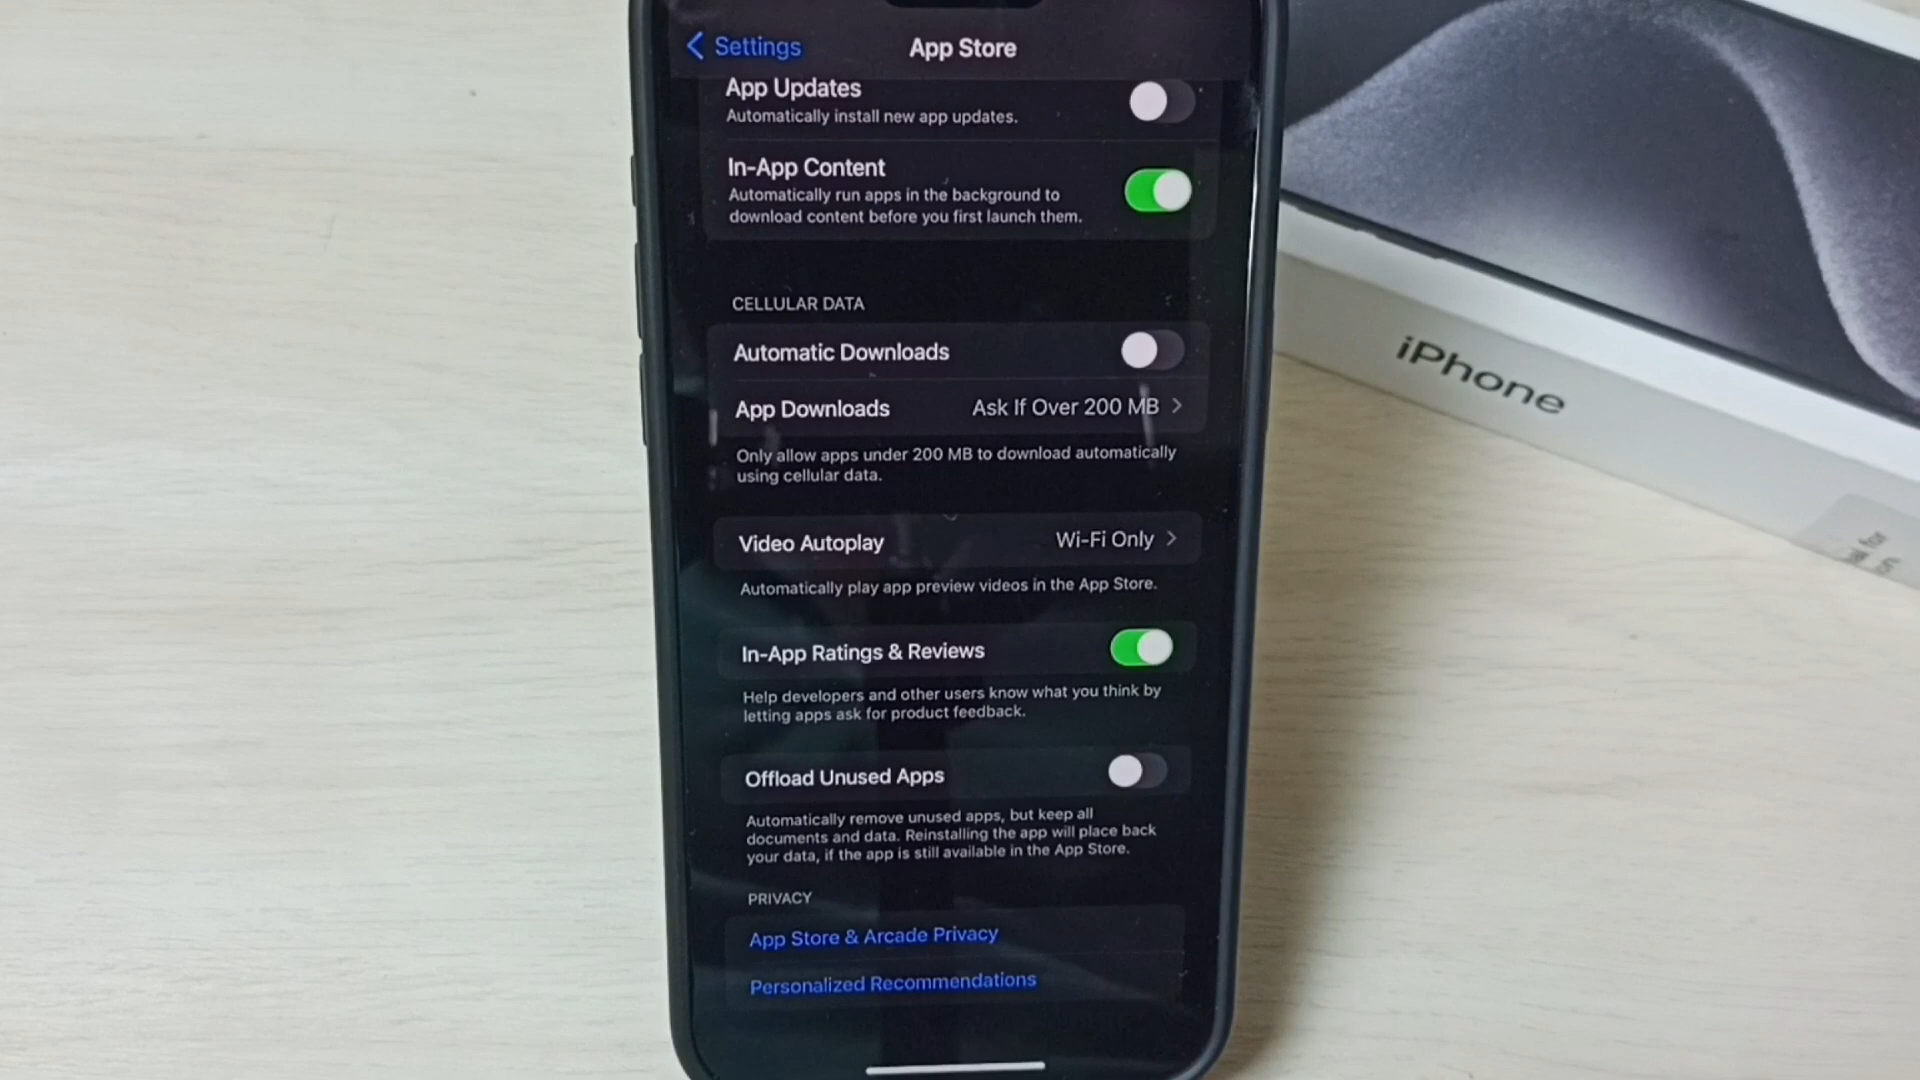 Settings
App Store
App Updates
Automatically install new app updates.
In-App Content
Automatically run apps in the background to
download content before you first launch them.
CELLULAR DATA
Automatic Downloads
App Downloads
Ask If Over 200 MB
Only allow apps under 200 MB to download automatically
using cellular data.
Video Autoplay
Wi-Fi Only
Automatically play app preview videos in the App Store.
In-App Ratings & Reviews
Help developers and other users know what you think by
letting apps ask for product feedback.
Offload Unused Apps
Automatically remove unused apps, but keep all
documents and data. Reinstalling the app will place back
your data, if the app is still available in the App Store.
PRIVACY
App Store & Arcade Privacy
Personalized Recommendations
iPhone
for